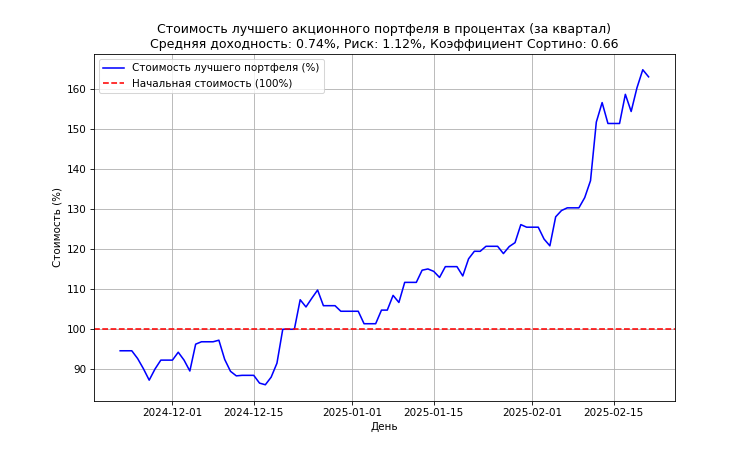 Стоимость лучшего акционного портфеля в процентах (за квартал)
Средняя доходность: 0.74%, Риск: 1.12%, Коэффициент Сортино: 0.66
Стоимость лучшего портфеля (%)
Начальная стоимость (100%)
Стоимость (%)
160
150
140
130
120
110
100
90
2024-12-01
2024-12-15
2025-01-01
2025-01-15
2025-02-01
2025-02-15
День